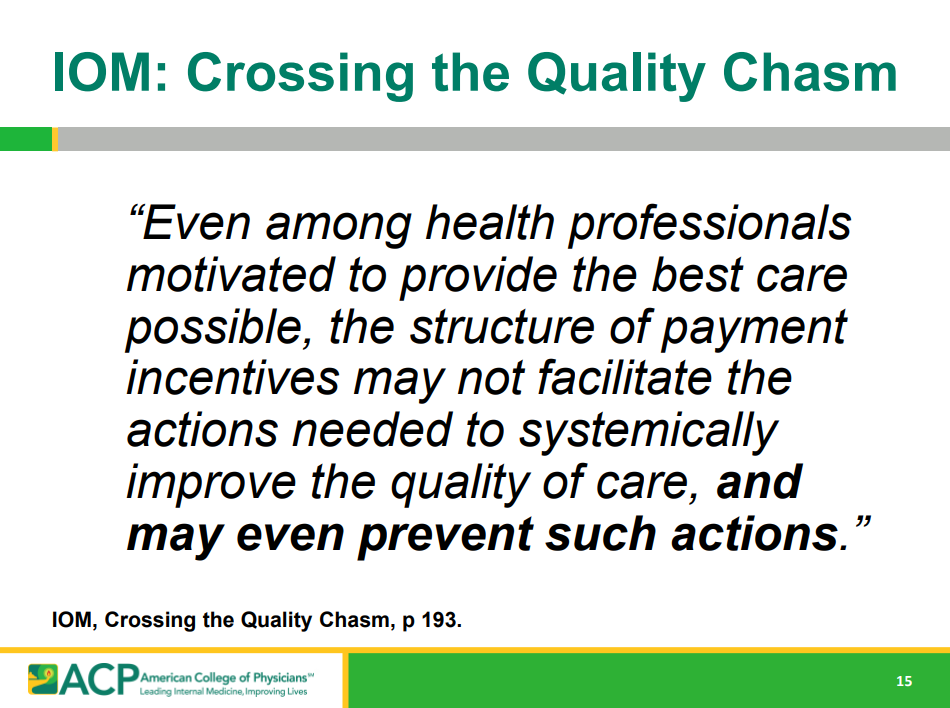 IOM: Crossing the Quality Chasm
“Even among health professionals
motivated to provide the best care
possible, the structure of payment
incentives may not facilitate the
actions needed to systemically
improve the quality of care, and
may even prevent such actions.”
IOM, Crossing the Quality Chasm, p 193.
ACP American College of Physicians℠
Leading Internal Medicine, Improving Lives
15